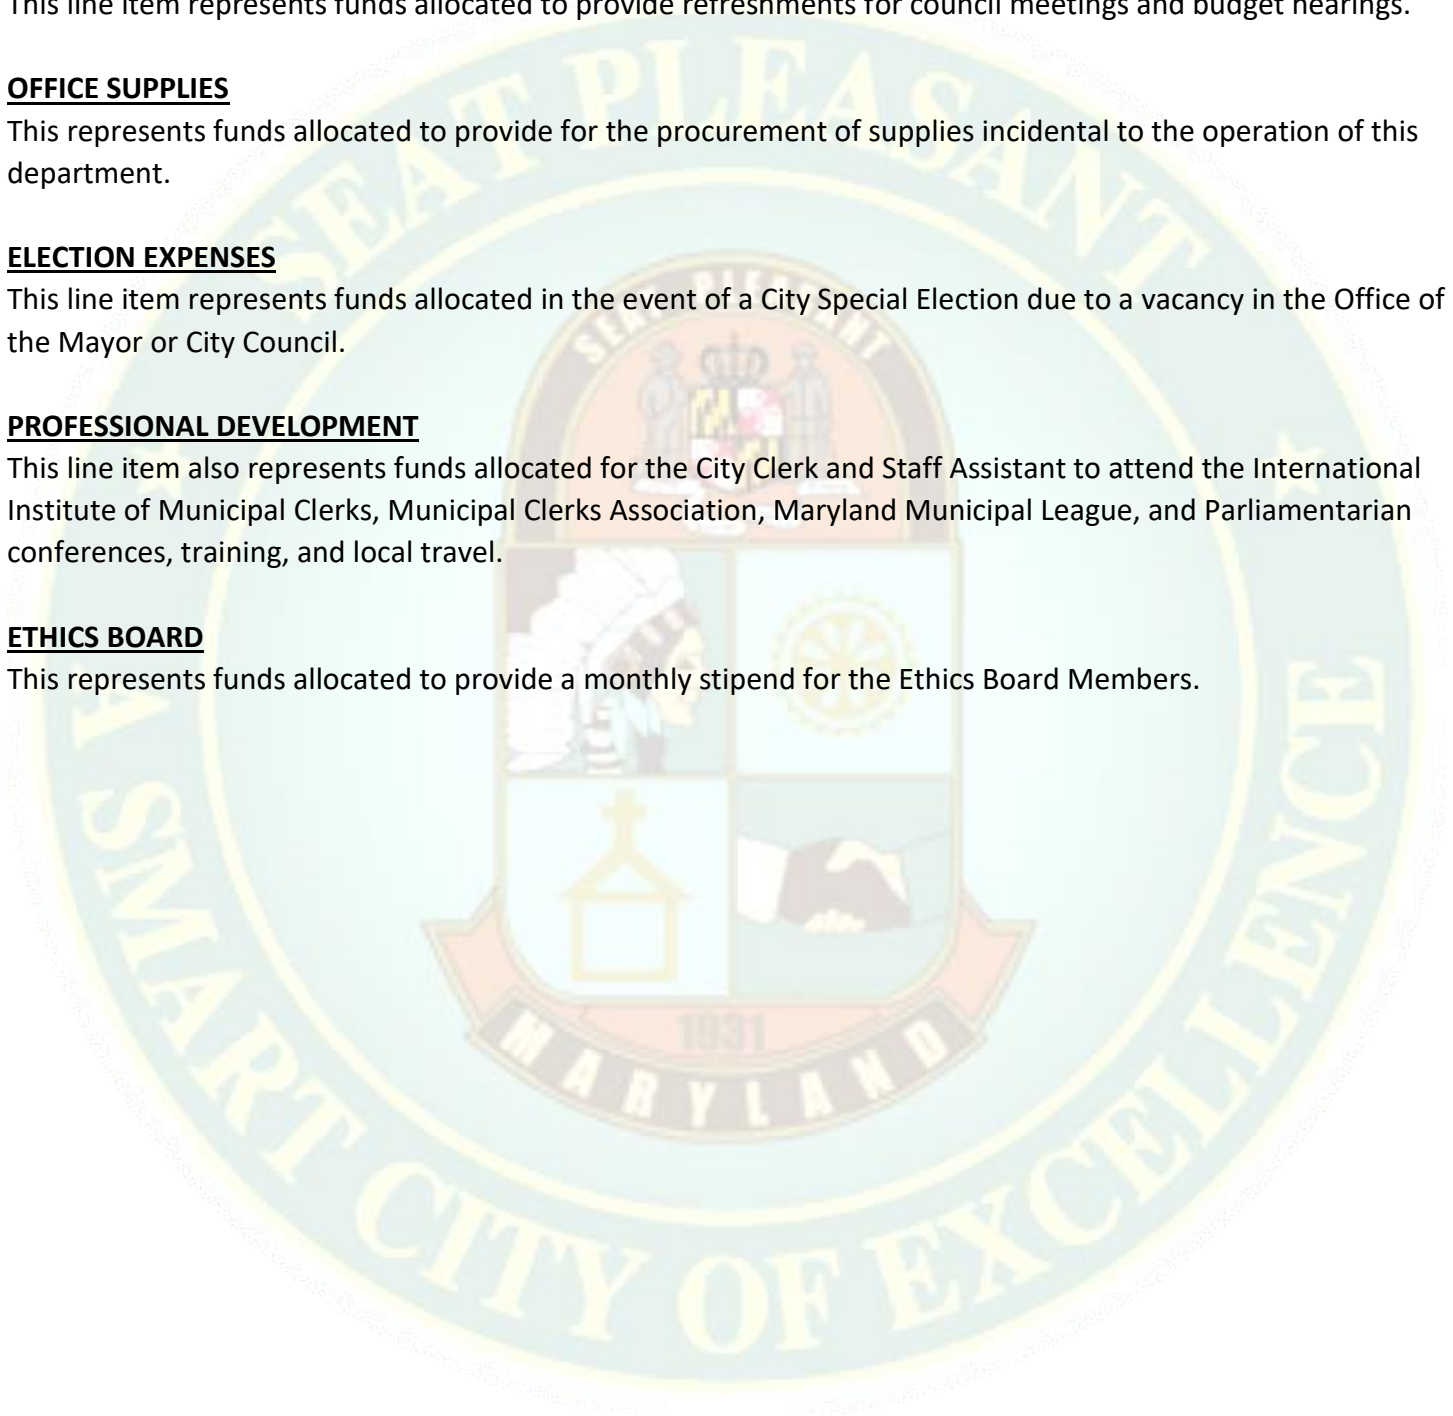 This line item represents funds allocated to provide refreshments for council meetings and budget hearings.
OFFICE SUPPLIES
This represents funds allocated to provide for the procurement of supplies incidental to the operation of this
department.
ELECTION EXPENSES
This line item represents funds allocated in the event of a City Special Election due to a vacancy in the Office of
the Mayor or City Council.
PROFESSIONAL DEVELOPMENT
This line item also represents funds allocated for the City Clerk and Staff Assistant to attend the International
Institute of Municipal Clerks, Municipal Clerks Association, Maryland Municipal League, and Parliamentarian
conferences, training, and local travel.
ETHICS BOARD
This represents funds allocated to provide a monthly stipend for the Ethics Board Members.
SEAT PLEASANT
SEAT PLEASANT
1931
MARYLAND
A SMART CITY OF EXCELLENCE